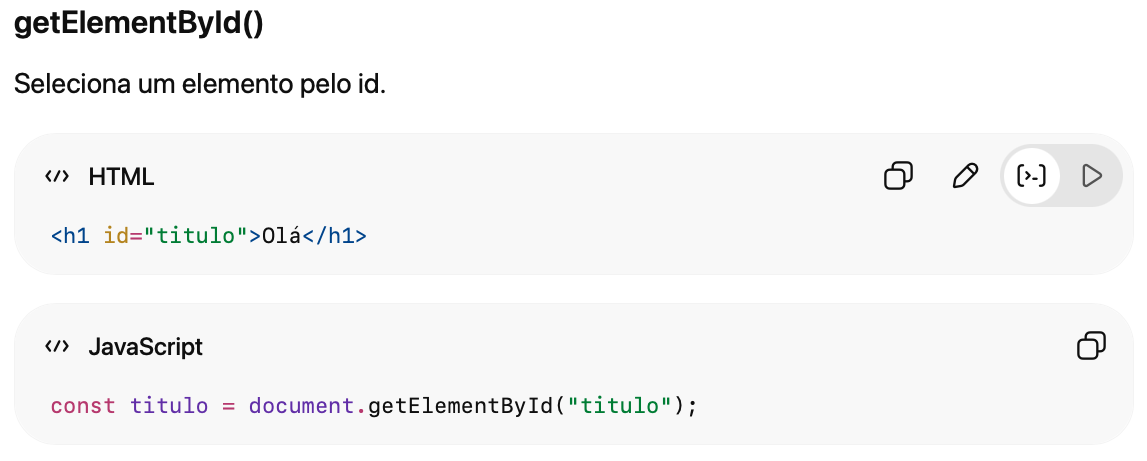 getElementById()
Seleciona um elemento pelo id.
HTML
<h1 id="titulo">Olá</h1>
JavaScript
const titulo = document.getElementById("titulo");